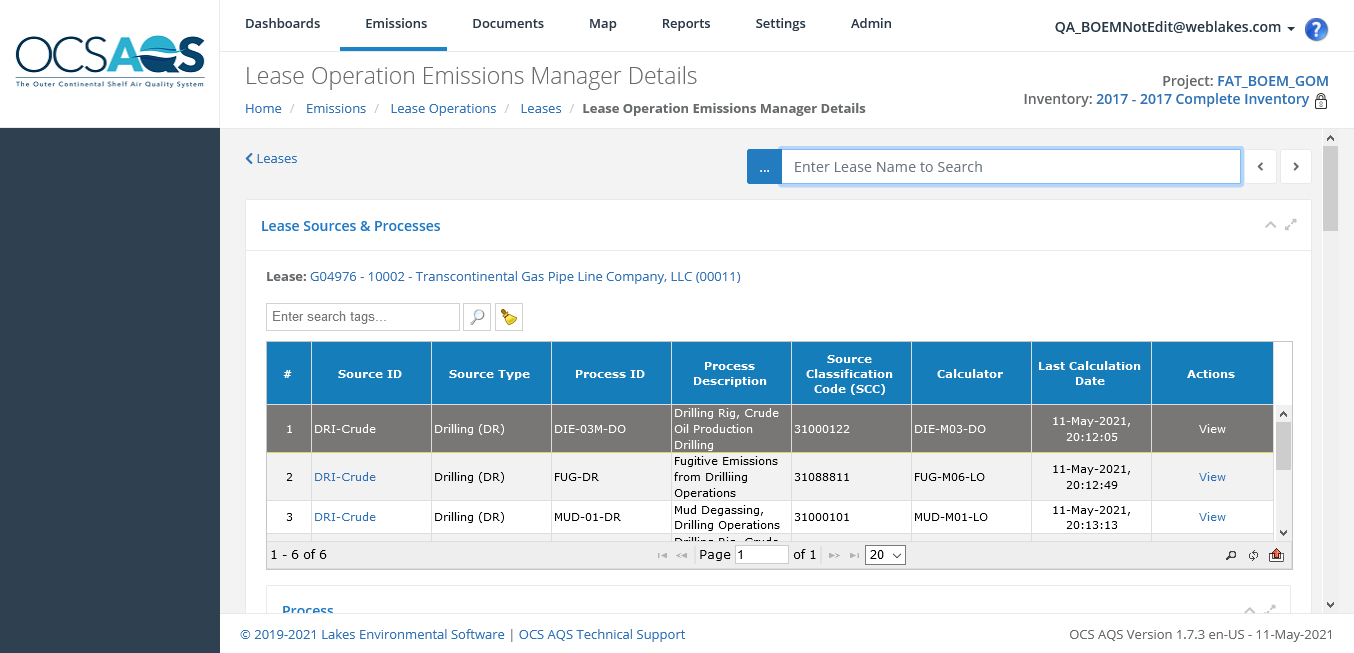 OCSAQS
The Outer Continental Shelf Air Quality System
Dashboards Emissions Documents Map Reports Settings Admin
QA_BOEMNotEdit@weblakes.com
?
Lease Operation Emissions Manager Details
Project: FAT_BOEM_GOM
Inventory: 2017 - 2017 Complete Inventory
Home / Emissions / Lease Operations / Leases / Lease Operation Emissions Manager Details
Leases
... Enter Lease Name to Search
Lease Sources & Processes
Lease: G04976 - 10002 - Transcontinental Gas Pipe Line Company, LLC (00011)
Enter search tags...
# Source ID Source Type Process ID Process Description Source Classification Code (SCC) Calculator Last Calculation Date Actions
1 DRI-Crude Drilling (DR) DIE-03M-DO Drilling Rig, Crude Oil Production Drilling 31000122 DIE-M03-DO 11-May-2021, 20:12:05 View
2 DRI-Crude Drilling (DR) FUG-DR Fugitive Emissions from Drilliing Operations 31088811 FUG-M06-LO 11-May-2021, 20:12:49 View
3 DRI-Crude Drilling (DR) MUD-01-DR Mud Degassing, Drilling Operations 31000101 MUD-M01-LO 11-May-2021, 20:13:13 View
Drilling Rig, Crude
1 - 6 of 6 Page 1 of 1 20
Process
© 2019-2021 Lakes Environmental Software | OCS AQS Technical Support
OCS AQS Version 1.7.3 en-US - 11-May-2021